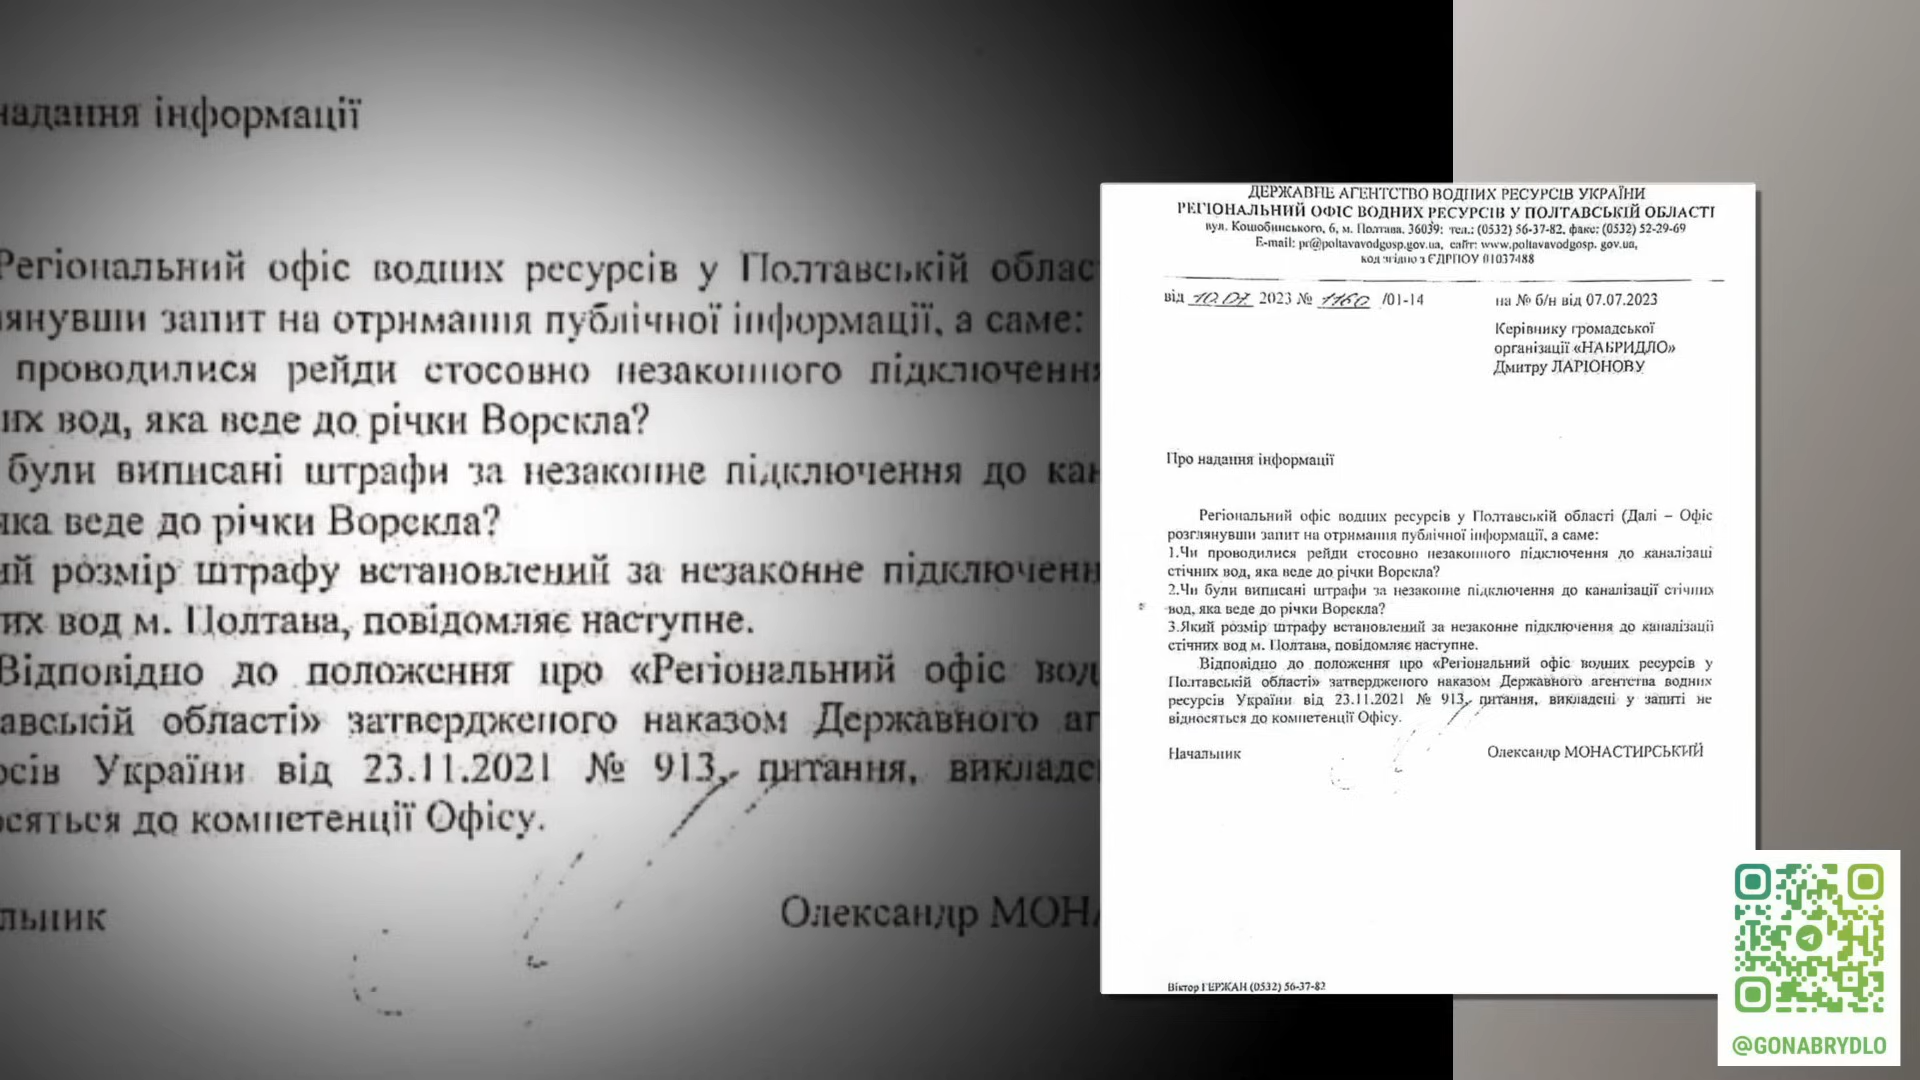 надання інформації
Регіональний офіс водних ресурсів у Полтавській облас
лянувши запит на отримання публічної інформації, а саме:
проводилися рейди стосовно незаконного підключення
их вод, яка веде до річки Ворскла?
були виписані штрафи за незаконне підключення до кан
яка веде до річки Ворскла?
ий розмір штрафу встановлений за незаконне підключенн
их вод м. Полтава, повідомляє наступне.
Відповідно до положення про «Регіональний офіс вод
авській області» затвердженого наказом Державного аг
рсів України від 23.11.2021 № 913, питання, викладе
осяться до компетенції Офісу.
льник
Олександр МОНА
ДЕРЖАВНЕ АГЕНТСТВО ВОДНИХ РЕСУРСІВ УКРАЇНИ
РЕГІОНАЛЬНИЙ ОФІС ВОДНИХ РЕСУРСІВ У ПОЛТАВСЬКІЙ ОБЛАСТІ
вул. Кошобинського, 6, м. Полтава, 36039; тел.: (0532) 56-37-82, факс: (0532) 52-29-69
E-mail: pr@poltavavodgosp.gov.ua, сайт: www.poltavavodgosp. gov.ua,
код згідно з ЄДРПОУ 01037488
від 10.07 2023 № 1160 /01-14
на № б/н від 07.07.2023
Керівнику громадської
організації «НАБРИДЛО»
Дмитру ЛАРІОНОВУ
Про надання інформації
Регіональний офіс водних ресурсів у Полтавській області (Далі – Офіс
розглянувши запит на отримання публічної інформації, а саме:
1.Чи проводилися рейди стосовно незаконного підключення до каналізаці
стічних вод, яка веде до річки Ворскла?
2.Чи були виписані штрафи за незаконне підключення до каналізації стічних
вод, яка веде до річки Ворскла?
3.Який розмір штрафу встановлений за незаконне підключення до каналізації
стічних вод м. Полтава, повідомляє наступне.
Відповідно до положення про «Регіональний офіс водних ресурсів у
Полтавській області» затвердженого наказом Державного агентства водних
ресурсів України від 23.11.2021 № 913, питання, викладені у запиті не
відносяться до компетенції Офісу.
Начальник
Олександр МОНАСТИРСЬКИЙ
Віктор ГЕРЖАН (0532) 56-37-82
@GONABRYDLO